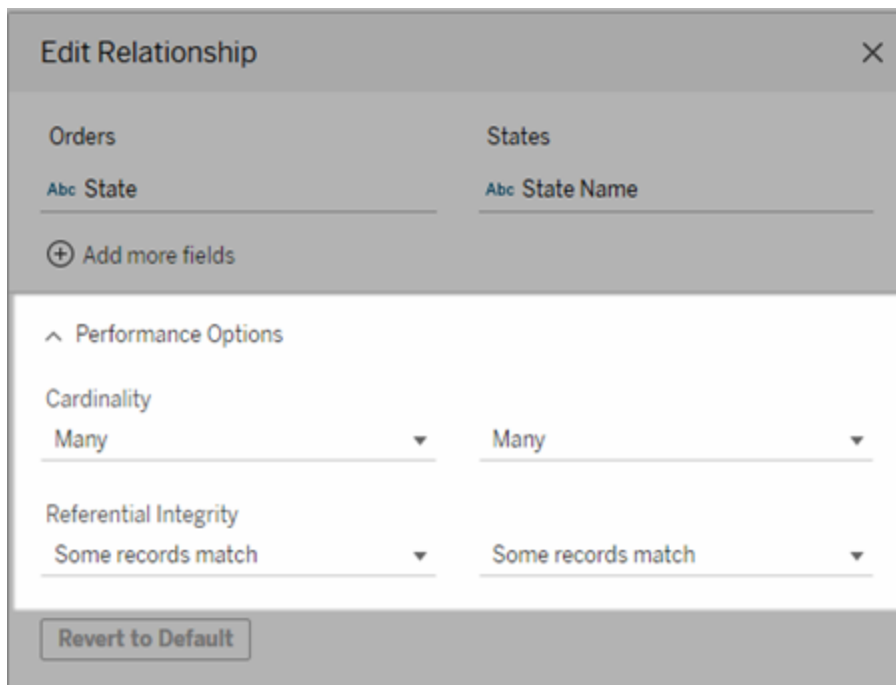 Edit Relationship
Orders States
Abc State Abc State Name
Add more fields
Performance Options
Cardinality
Many Many
Referential Integrity
Some records match Some records match
Revert to Default